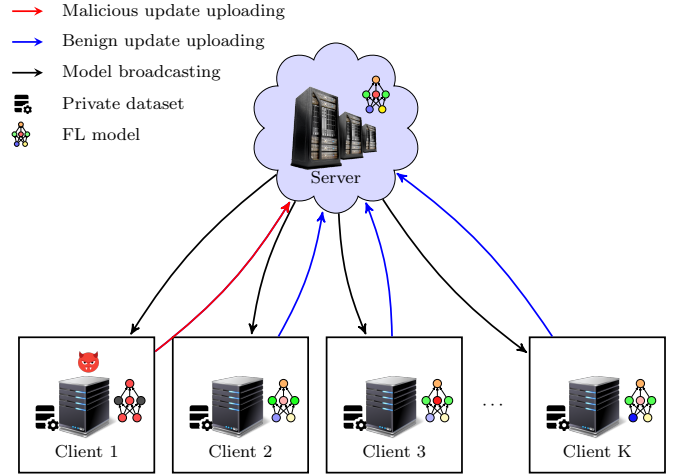 Malicious update uploading
Benign update uploading
Model broadcasting
Private dataset
FL model
Server
Client 1
Client 2
Client 3
...
Client K